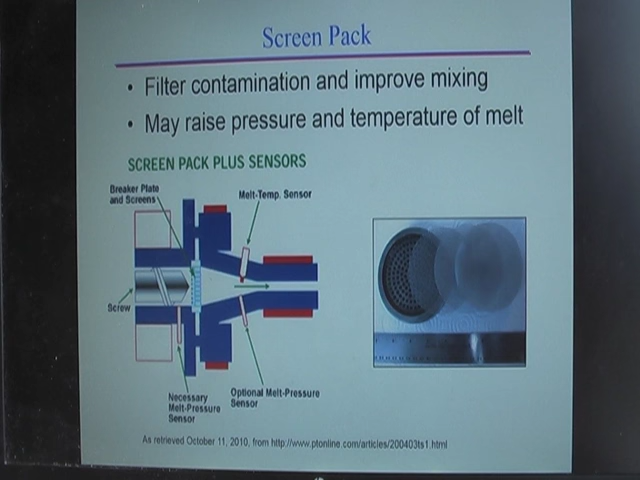 Screen Pack
• Filter contamination and improve mixing
• May raise pressure and temperature of melt
SCREEN PACK PLUS SENSORS
Breaker Plate
and Screens
Melt-Temp. Sensor
Screw
Necessary
Melt-Pressure
Sensor
Optional Melt-Pressure
Sensor
As retrieved October 11, 2010, from http://www.ptonline.com/articles/200403ts1.html